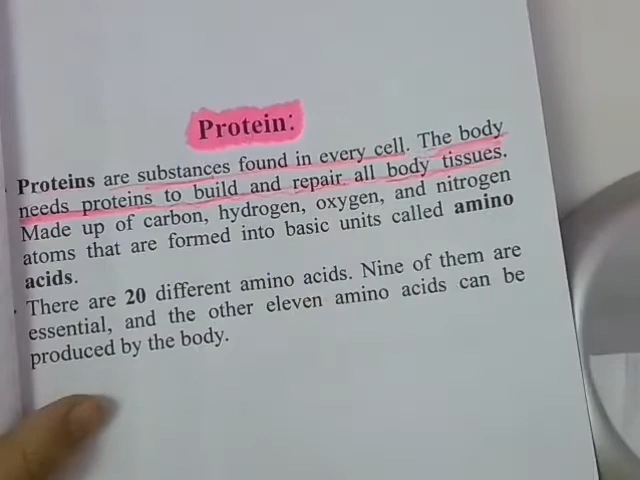 Protein:
Proteins are substances found in every cell. The body
needs proteins to build and repair all body tissues.
Made up of carbon, hydrogen, oxygen, and nitrogen
atoms that are formed into basic units called amino
acids.
There are 20 different amino acids. Nine of them are
essential, and the other eleven amino acids can be
produced by the body.